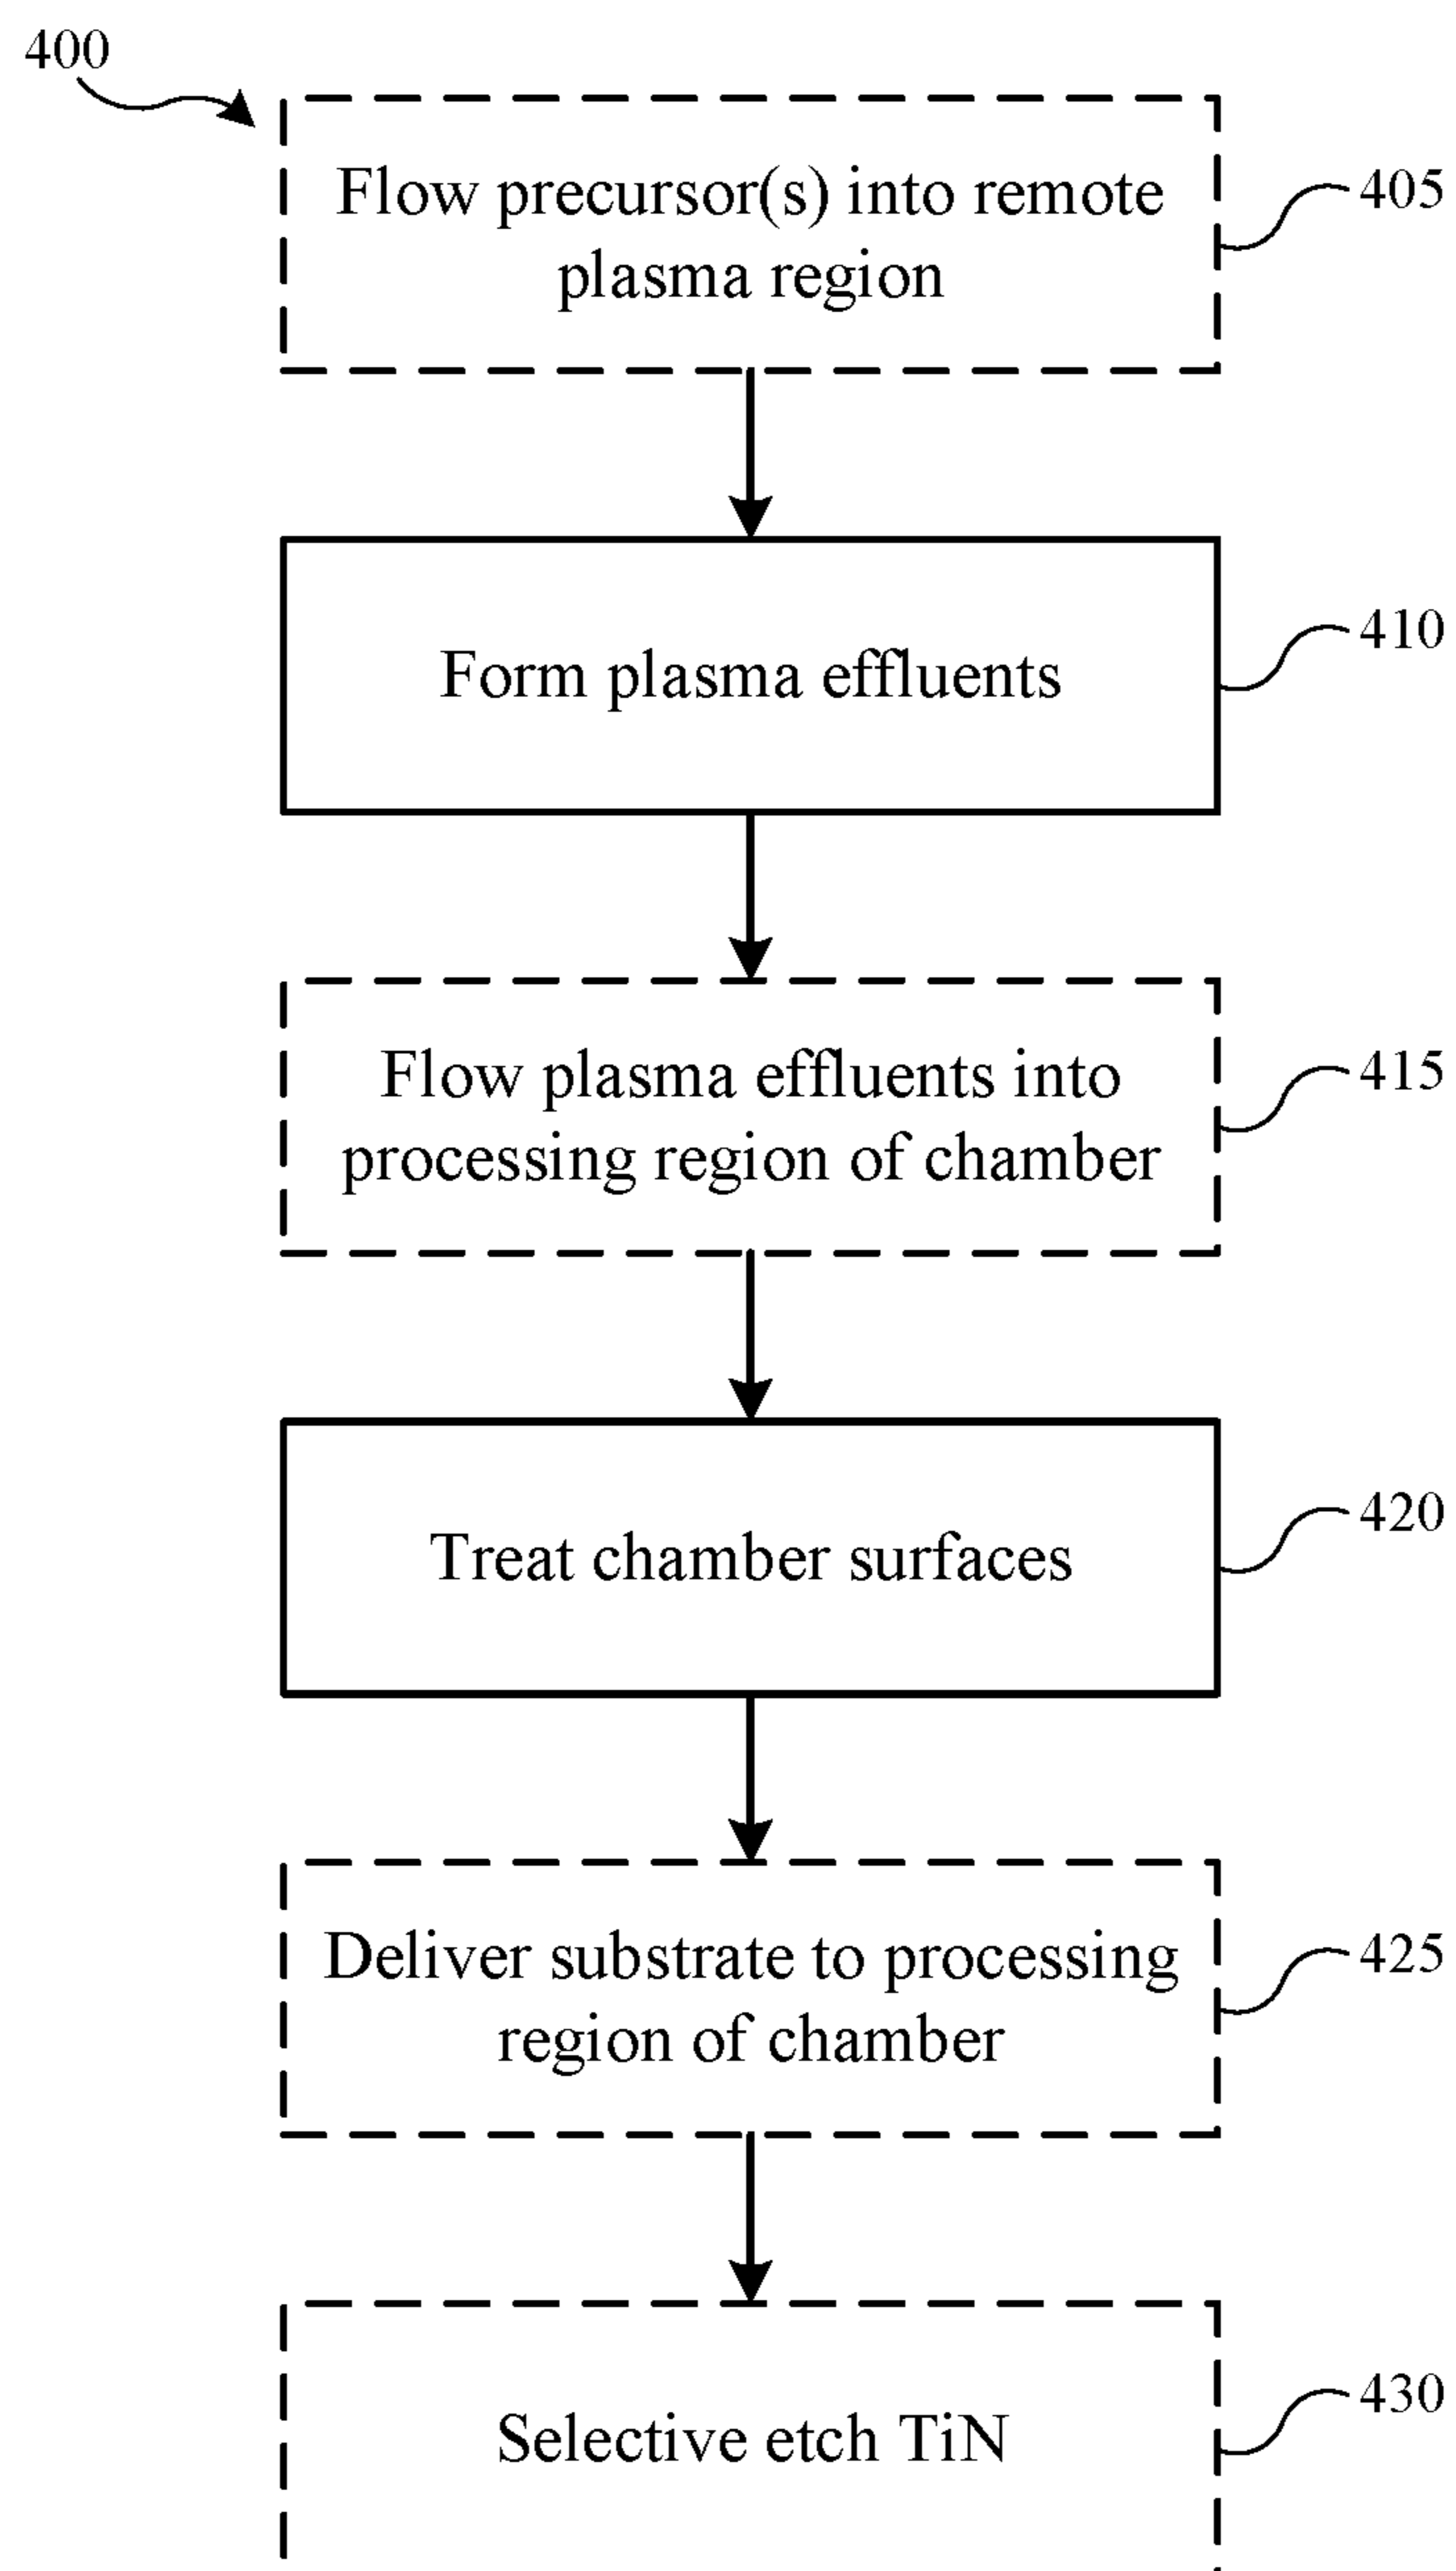 400
Flow precursor(s) into remote
plasma region
405
Form plasma effluents
410
Flow plasma effluents into
processing region of chamber
415
Treat chamber surfaces
420
Deliver substrate to processing
region of chamber
425
Selective etch TiN
430